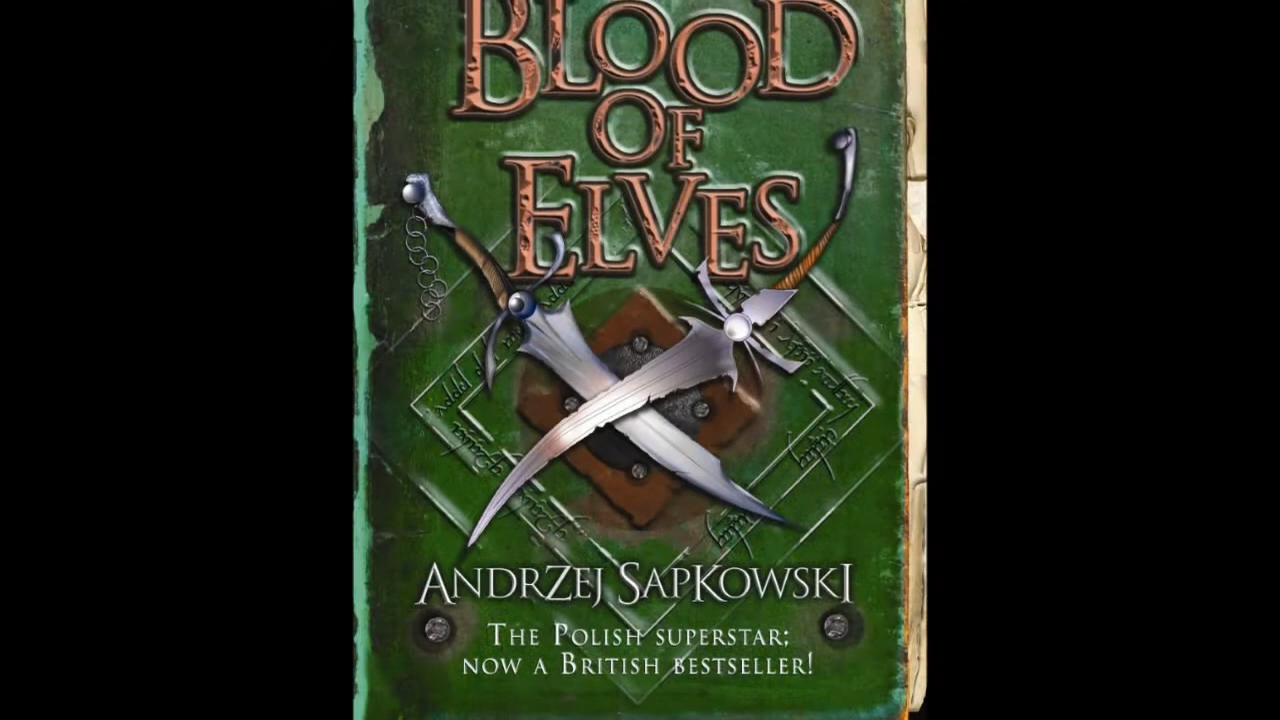 BLOOD
OF
ELVES
ANDRZEJ SAPKOWSKI
THE POLISH SUPERSTAR;
NOW A BRITISH BESTSELLER!